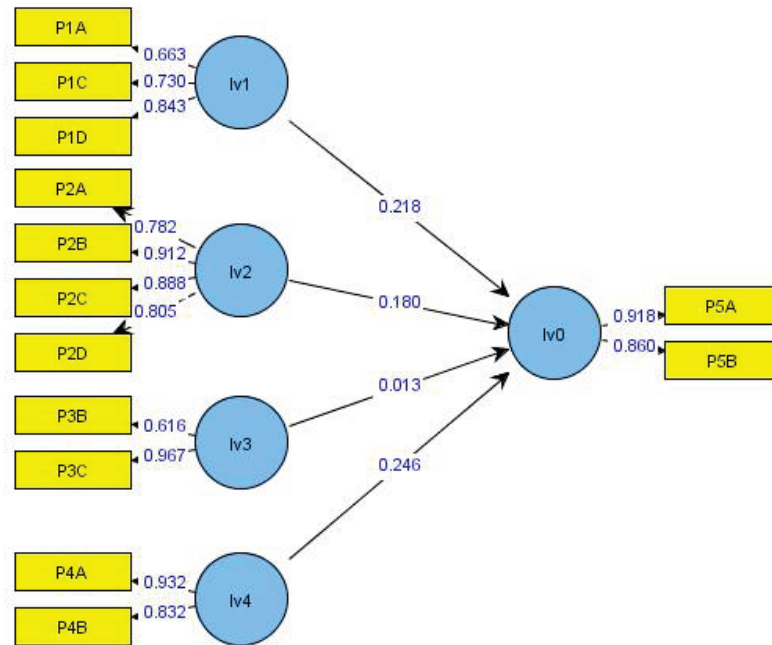 P1A
0.663
P1C
0.730
lv1
P1D
0.843
P2A
0.782
P2B
0.912
lv2
P2C
0.888
P2D
0.805
P3B
0.616
lv3
P3C
0.967
P4A
0.932
lv4
P4B
0.832
0.218
0.180
0.013
0.246
lv0
0.918
P5A
0.860
P5B